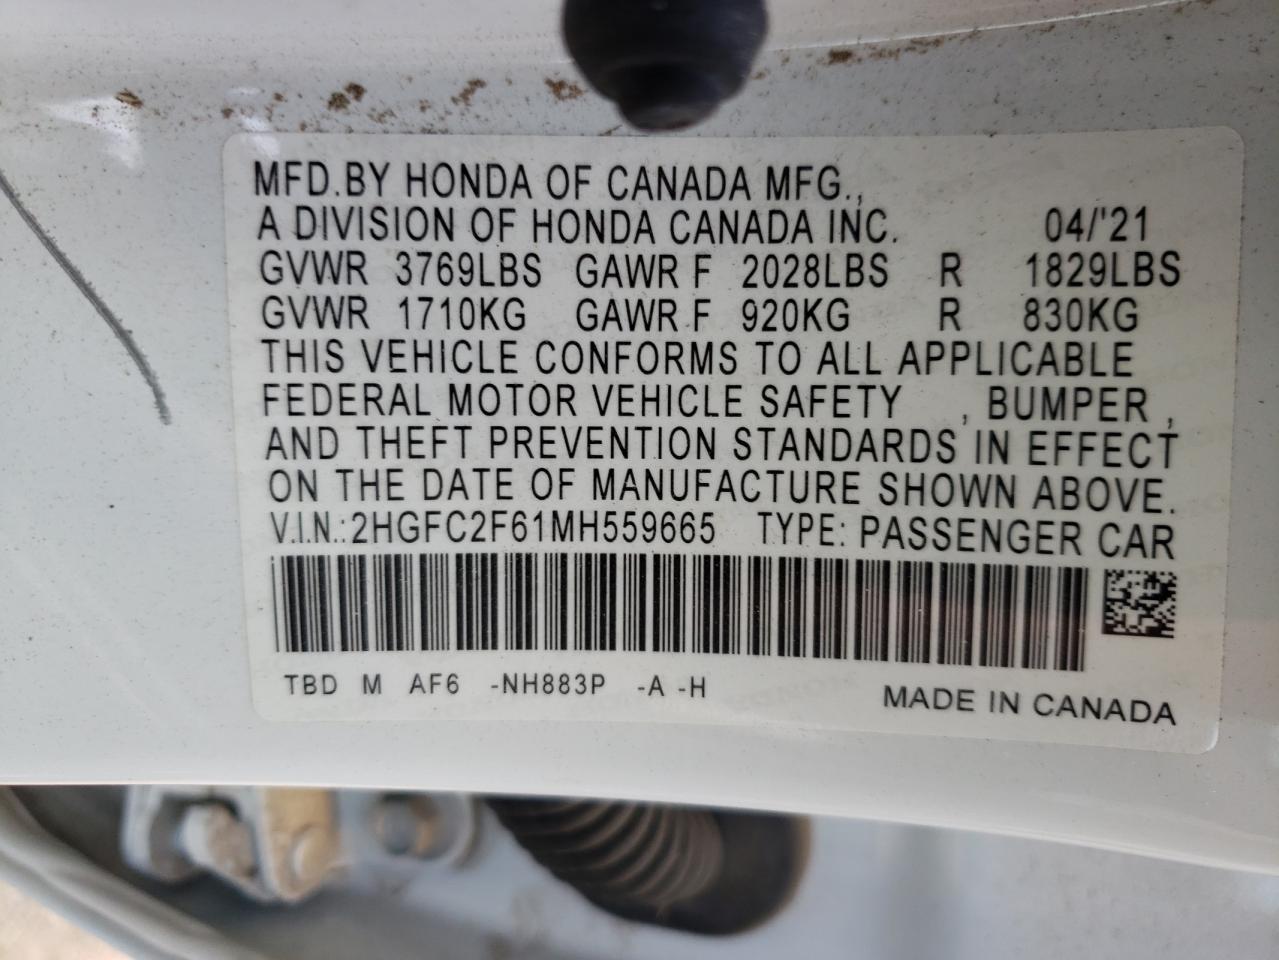 MFD.BY HONDA OF CANADA MFG.,
A DIVISION OF HONDA CANADA INC. 04/'21
GVWR 3769LBS GAWR F 2028LBS R 1829LBS
GVWR 1710KG GAWR F 920KG R 830KG
THIS VEHICLE CONFORMS TO ALL APPLICABLE
FEDERAL MOTOR VEHICLE SAFETY , BUMPER ,
AND THEFT PREVENTION STANDARDS IN EFFECT
ON THE DATE OF MANUFACTURE SHOWN ABOVE.
V.I.N.:2HGFC2F61MH559665 TYPE: PASSENGER CAR
TBD M AF6 -NH883P -A -H MADE IN CANADA